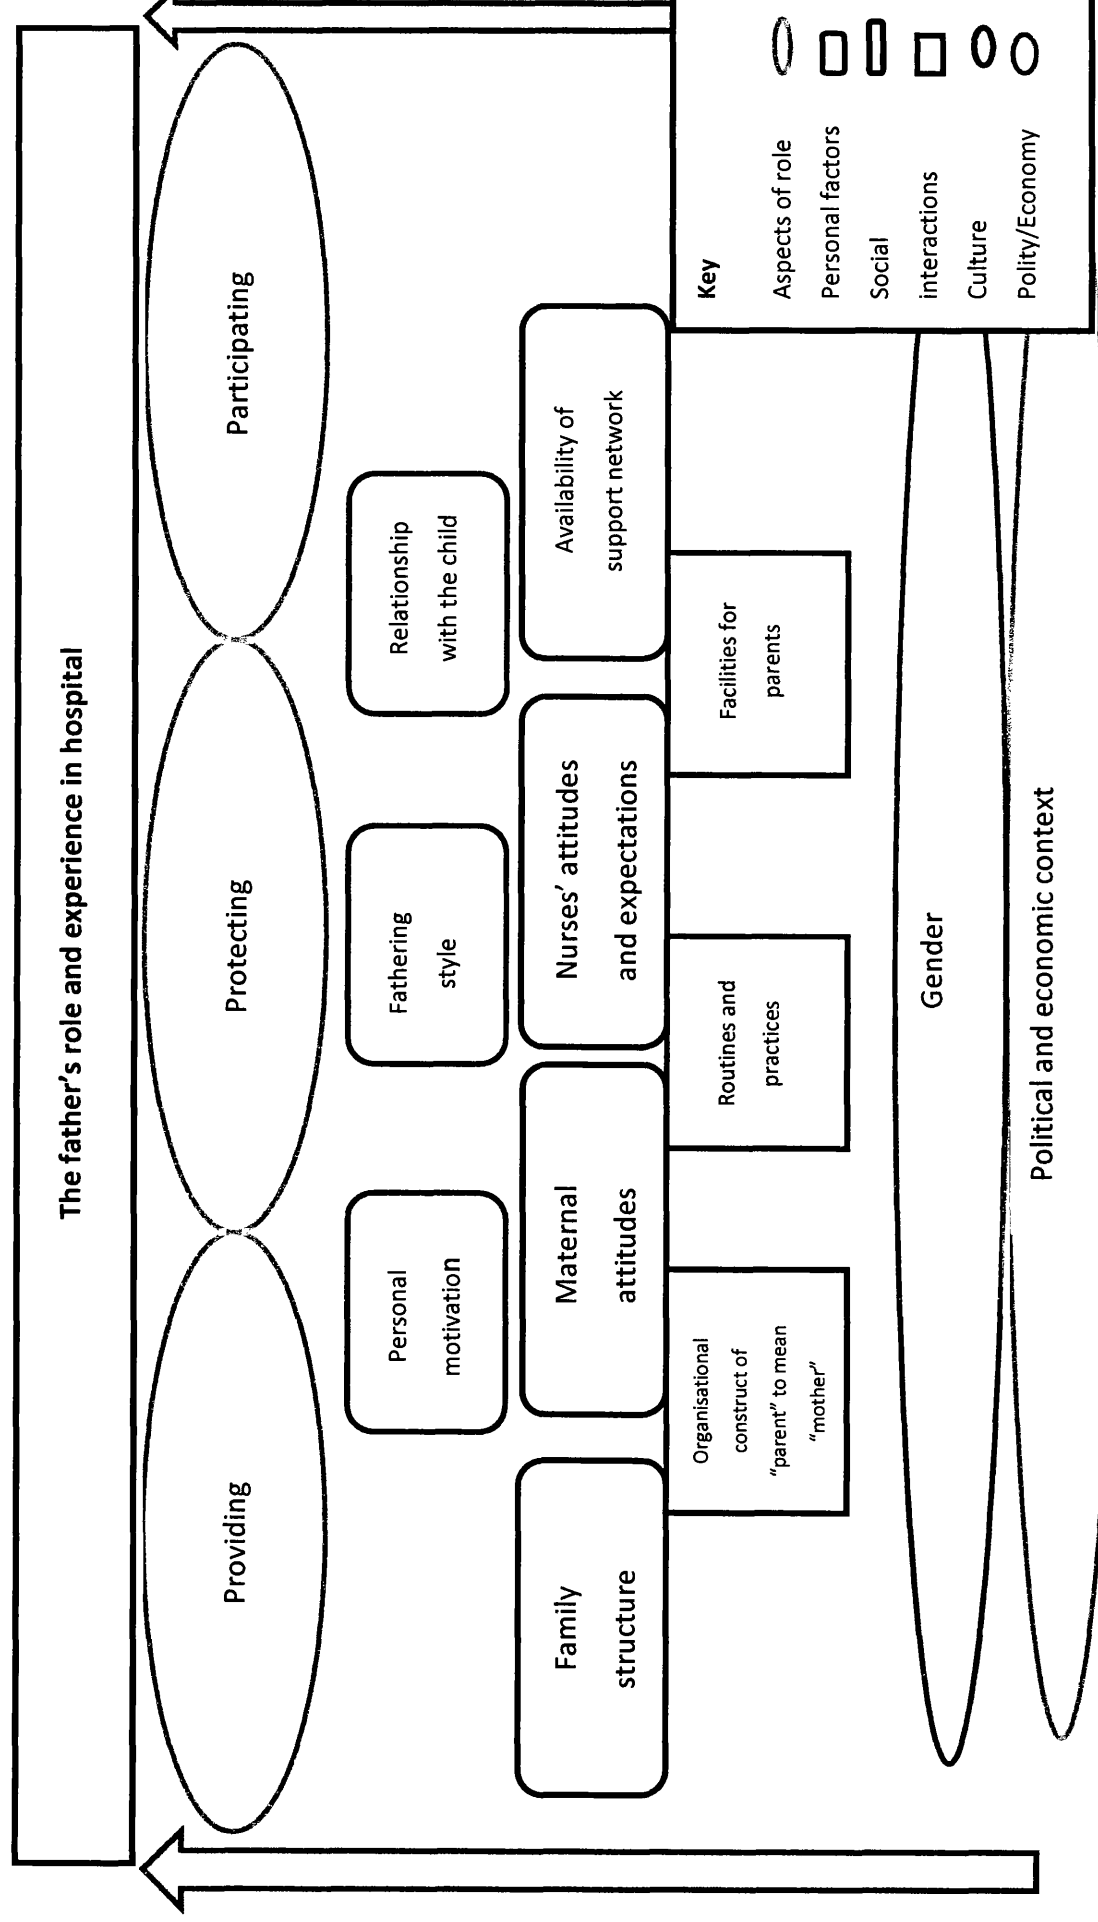 The father's role and experience in hospital
Providing
Protecting
Participating
Personal
motivation
Fathering
style
Relationship
with the child
Family
structure
Maternal
attitudes
Nurses' attitudes
and expectations
Availability of
support network
Organisational
construct of
"parent" to mean
"mother"
Routines and
practices
Facilities for
parents
Gender
Political and economic context
Key
Aspects of role
Personal factors
Social
interactions
Culture
Polity/Economy